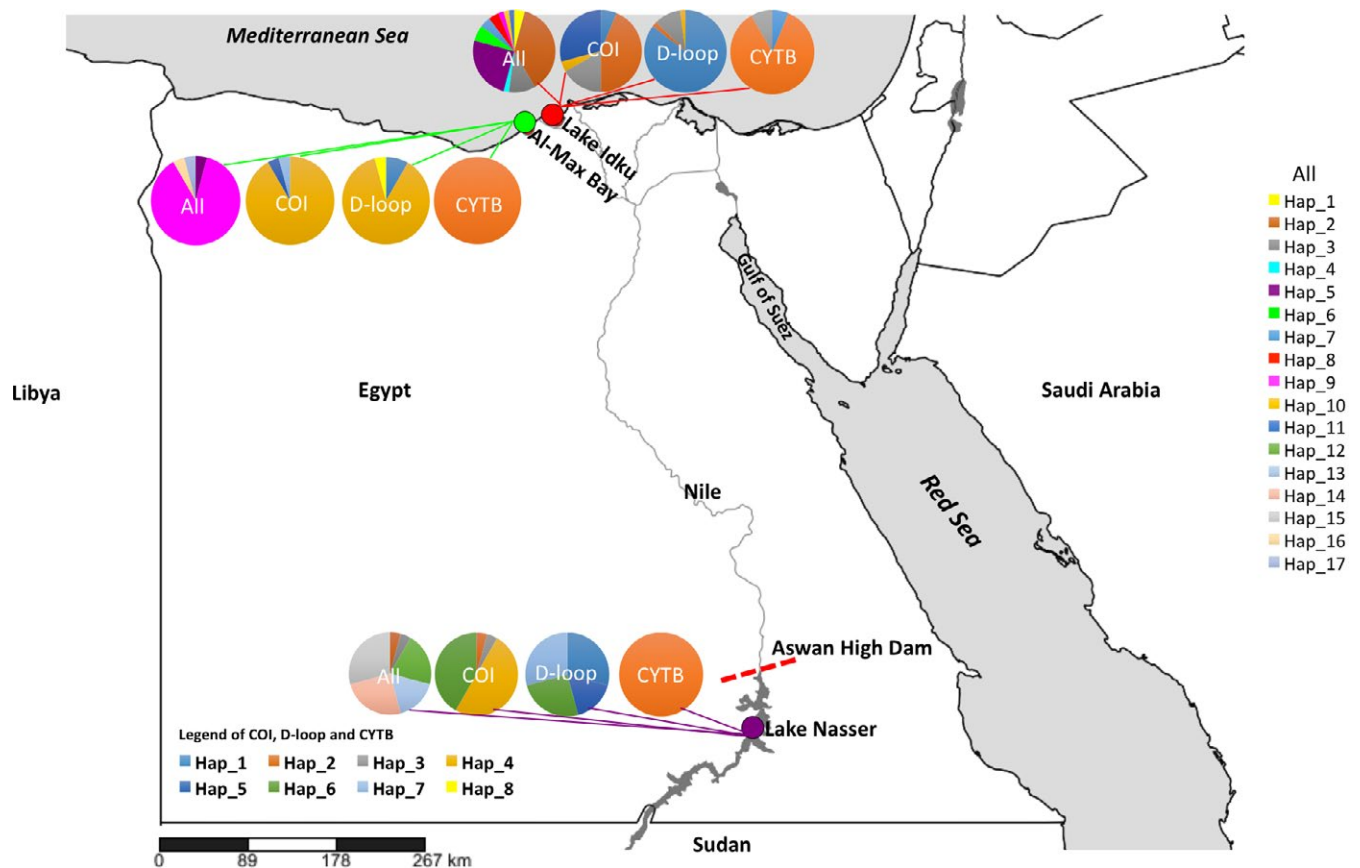 Mediterranean Sea
All
COI
D-loop
CYTB
Lake Idku
Al-Max Bay
All
COI
D-loop
CYTB
Gulf of Suez
Libya
Egypt
Saudi Arabia
Nile
Red Sea
Aswan High Dam
All
COI
D-loop
CYTB
Lake Nasser
Legend of COI, D-loop and CYTB
Hap_1 Hap_2 Hap_3 Hap_4
Hap_5 Hap_6 Hap_7 Hap_8
Sudan
0 89 178 267 km
All
Hap_1
Hap_2
Hap_3
Hap_4
Hap_5
Hap_6
Hap_7
Hap_8
Hap_9
Hap_10
Hap_11
Hap_12
Hap_13
Hap_14
Hap_15
Hap_16
Hap_17